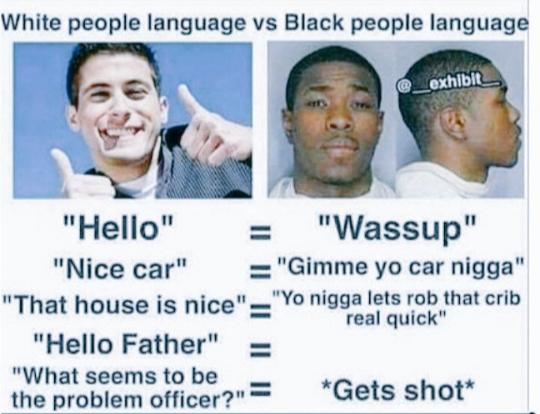 White people language vs Black people language
@__exhibit__
"Hello" = "Wassup"
"Nice car" = "Gimme yo car nigga"
"That house is nice" = "Yo nigga lets rob that crib
real quick"
"Hello Father" =
"What seems to be
the problem officer?" = *Gets shot*